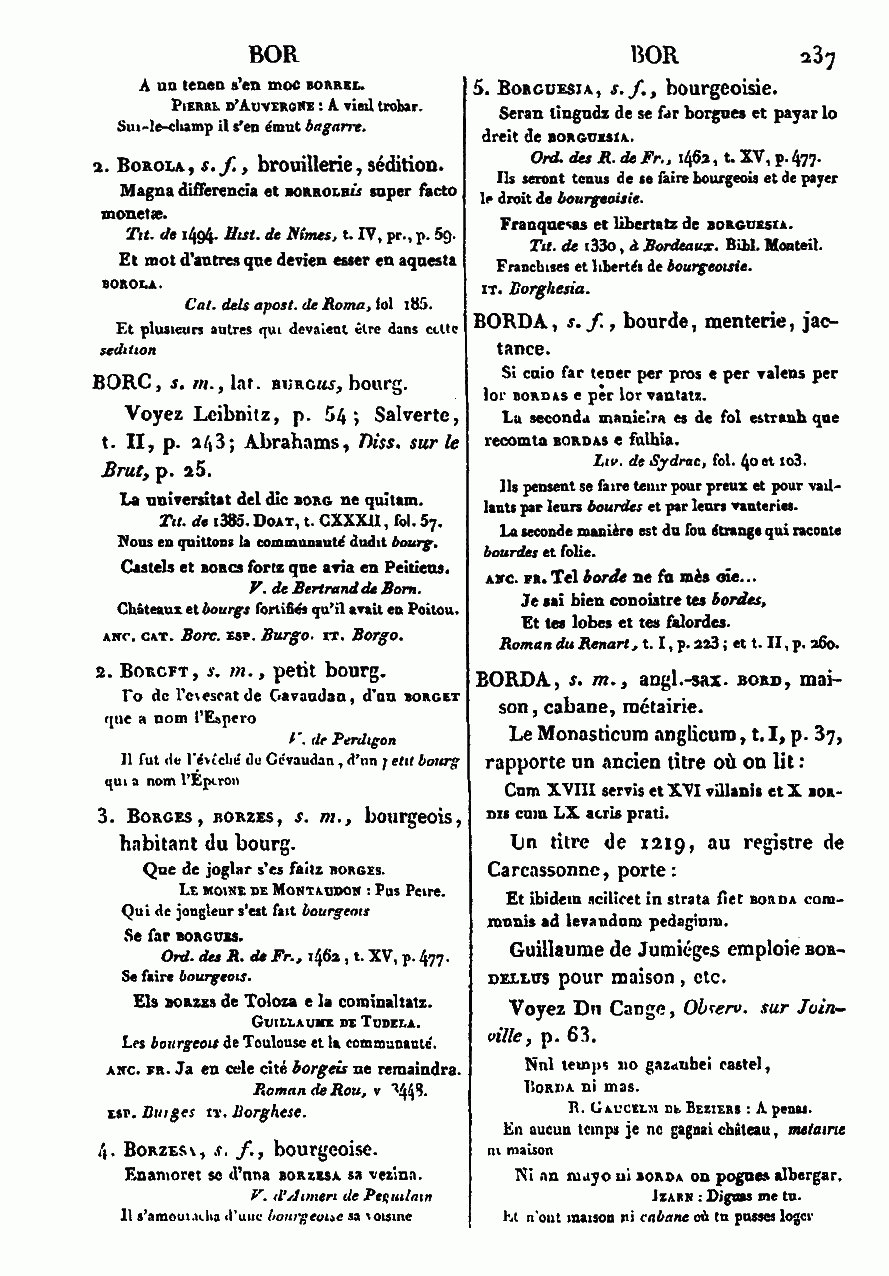 BOR
A un tenen s'en moc BORREL.
PIERRE D'AUVERGNE : A vieil trobar.
Sur-le-champ il s'en émut bagarre.
2. BOROLA, s. f., brouillerie, sédition.
Magna differencia et BORROLHis super facto
monetæ.
Tit. de 1494. Hist. de Nîmes, t. IV, pr., p. 59.
Et mot d'autres que devien esser en aquesta
BOROLA.
Cat. dels apost. de Roma, fol 185.
Et plusieurs autres qui devaient être dans cette
sedition
BORC, s. m., lat. BURGus, bourg.
Voyez Leibnitz, p. 54 ; Salverte,
t. II, p. 243; Abrahams, Diss. sur le
Brut, p. 25.
La universitat del dic BORG ne quitam.
Tit. de 1385. DOAT, t. CXXXII, fol. 57.
Nous en quittons la communauté dudit bourg.
Castels et BORCS fortz que avia en Peitieus.
V. de Bertrand de Born.
Châteaux et bourgs fortifiés qu'il avait en Poitou.
ANC. CAT. Borc. ESP. Burgo. IT. Borgo.
2. BORGET, s. m., petit bourg.
Fo de l'evescat de Gavaudan, d'un BORGET
que a nom l'Espero
V. de Perdigon
Il fut de l'évêché du Gévaudan, d'un petit bourg
qui a nom l'Éperon
3. BORGES, BORZES, s. m., bourgeois,
habitant du bourg.
Que de joglar s'es faitz BORGES.
LE MOINE DE MONTAUDON : Pus Peire.
Qui de jongleur s'est fait bourgeois
Se far BORGUES.
Ord. des R. de Fr., 1462, t. XV, p. 477.
Se faire bourgeois.
Els BORZES de Toloza e la cominaltatz.
GUILLAUME DE TUDELA.
Les bourgeois de Toulouse et la communauté.
ANC. FR. Ja en cele cité borgeis ne remaindra.
Roman de Rou, v 3448.
ESP. Burges IT. Borghese.
4. BORZESA, s. f., bourgeoise.
Enamoret se d'una BORZESA sa vezina.
V. d'Aimeri de Peguilain
Il s'amouracha d'une bourgeoise sa voisine
BOR 237
5. BORGUESIA, s. f., bourgeoisie.
Seran tingudz de se far borgues et payar lo
dreit de BORGUESIA.
Ord. des R. de Fr., 1462, t. XV, p. 477.
Ils seront tenus de se faire bourgeois et de payer
le droit de bourgeoisie.
Franquesas et libertatz de BORGUESIA.
Tit. de 1330, à Bordeaux. Bibl. Monteil.
Franchises et libertés de bourgeoisie.
IT. Borghesia.
BORDA, s. f., bourde, menterie, jac-
tance.
Si cuio far tener per pros e per valens per
lor BORDAS e per lor vantatz.
La seconda manieira es de fol estranh que
recomta BORDAS e fulhia.
Liv. de Sydrac, fol. 40 et 103.
Ils pensent se faire tenir pour preux et pour vail-
lants par leurs bourdes et par leurs vanteries.
La seconde manière est du fou étrange qui raconte
bourdes et folie.
ANC. FR. Tel borde ne fu mès oïe...
Je sai bien conoistre tes bordes,
Et tes lobes et tes falordes.
Roman du Renart, t. I, p. 223; et t. II, p. 260.
BORDA, s. m., angl.-sax. BORD, mai-
son, cabane, métairie.
Le Monasticum anglicum, t. I, p. 37,
rapporte un ancien titre où on lit :
Cum XVIII servis et XVI villanis et X BOR-
DIS cum LX acris prati.
Un titre de 1219, au registre de
Carcassonne, porte :
Et ibidem scilicet in strata fiet BORDA com-
munis ad levandum pedagium.
Guillaume de Jumiéges emploie BOR-
DELLUS pour maison, etc.
Voyez Du Cange, Observ. sur Join-
ville, p. 63.
Nul temps no gazanhei castel,
BORDA ni mas.
R. GAUCELM DE BEZIERS : A penas.
En aucun temps je ne gagnai château, metairie
ni maison
Ni an mayo ni BORDA on pogues albergar.
IZARN : Diguas me tu.
Et n'ont maison ni cabane où tu pusses loger